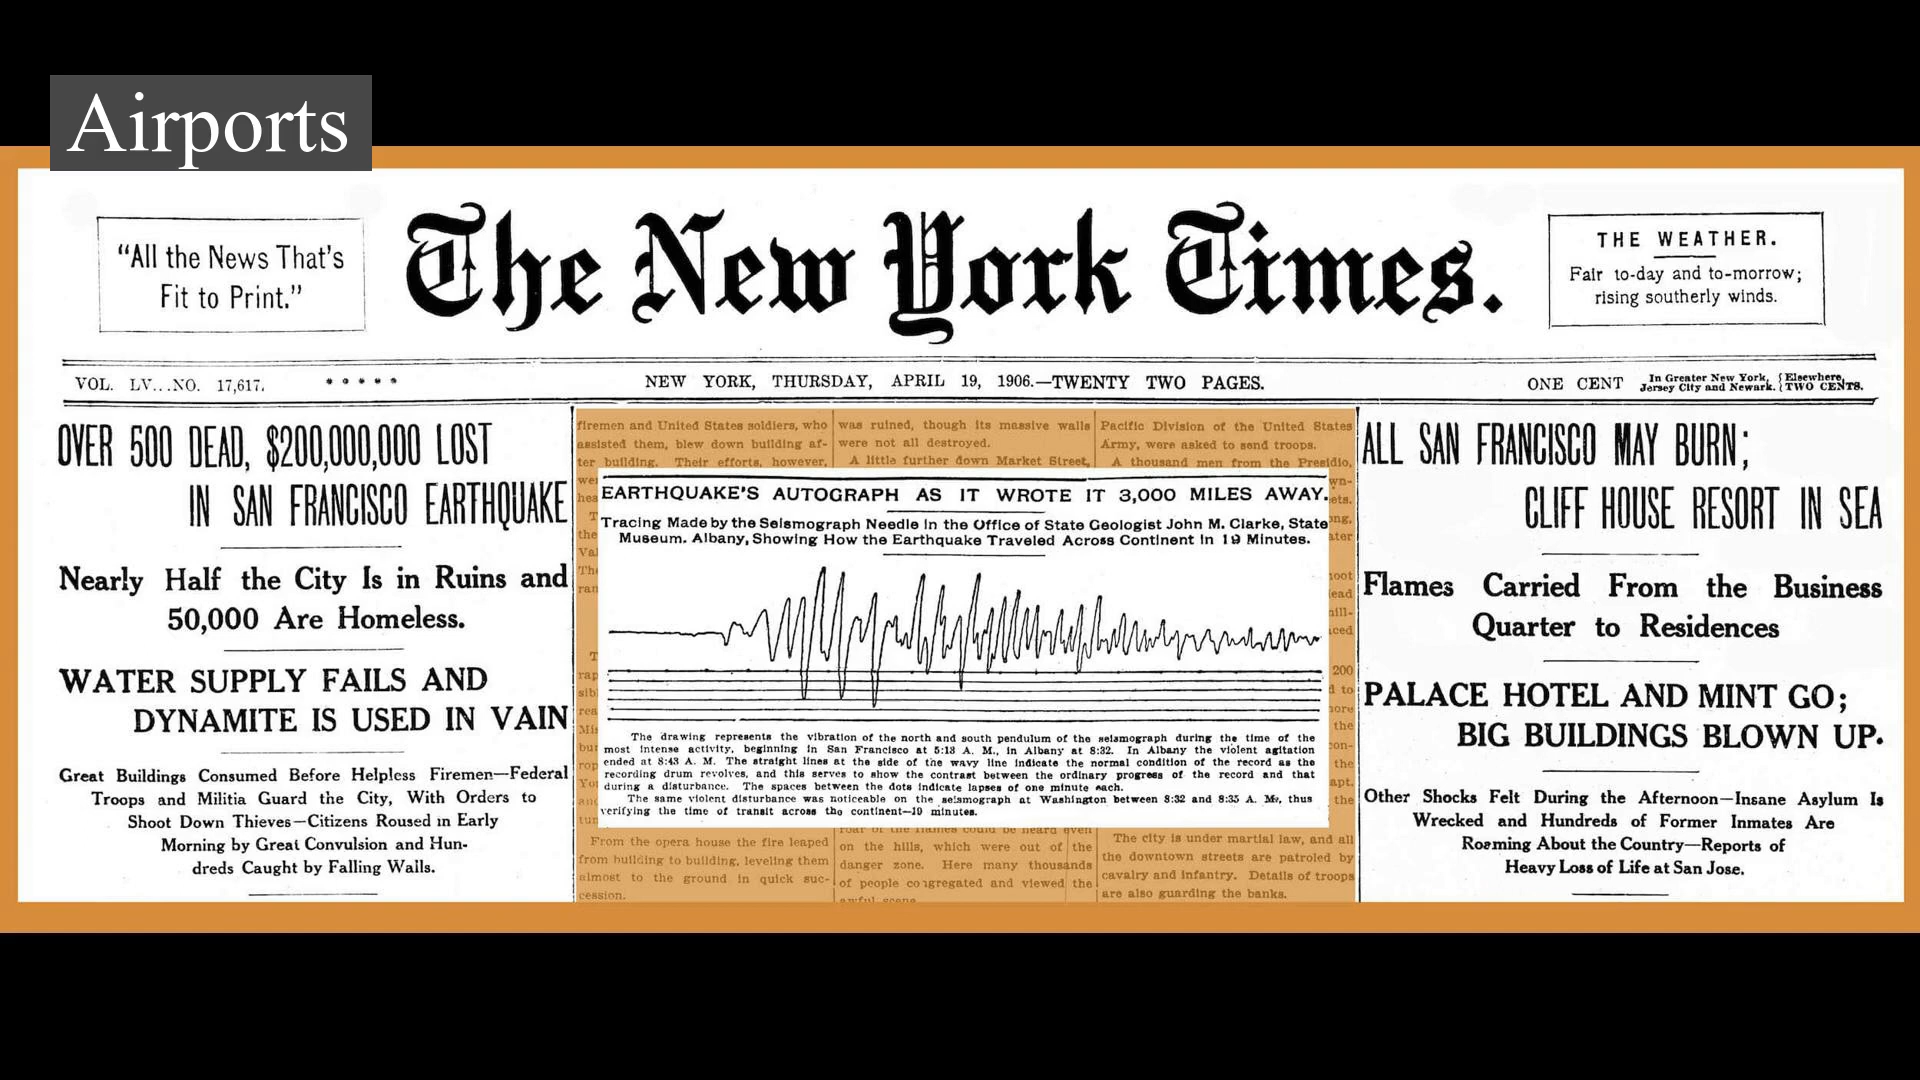 Airports
"All the News That's
Fit to Print."
The New York Times.
THE WEATHER.
Fair to-day and to-morrow;
rising southerly winds.
VOL. LV...NO. 17,617.
* * * * *
NEW YORK, THURSDAY, APRIL 19, 1906.—TWENTY TWO PAGES.
ONE CENT
In Greater New York,
Jersey City and Newark.
Elsewhere,
TWO CENTS.
OVER 500 DEAD, $200,000,000 LOST
IN SAN FRANCISCO EARTHQUAKE
Nearly Half the City Is in Ruins and
50,000 Are Homeless.
WATER SUPPLY FAILS AND
DYNAMITE IS USED IN VAIN
Great Buildings Consumed Before Helpless Firemen—Federal
Troops and Militia Guard the City, With Orders to
Shoot Down Thieves—Citizens Roused in Early
Morning by Great Convulsion and Hun-
dreds Caught by Falling Walls.
firemen and United States soldiers, who
assisted them, blew down building af-
ter building. Their efforts, however,
was ruined, though its massive walls
were not all destroyed.
A little further down Market Street,
Pacific Division of the United States
Army, were asked to send troops.
A thousand men from the Presidio,
EARTHQUAKE'S AUTOGRAPH AS IT WROTE IT 3,000 MILES AWAY.
Tracing Made by the Seismograph Needle in the Office of State Geologist John M. Clarke, State
Museum. Albany, Showing How the Earthquake Traveled Across Continent in 19 Minutes.
The drawing represents the vibration of the north and south pendulum of the seismograph during the time of the
most intense activity, beginning in San Francisco at 5:13 A. M., in Albany at 8:32. In Albany the violent agitation
ended at 8:43 A. M. The straight lines at the side of the wavy line indicate the normal condition of the record as the
recording drum revolves, and this serves to show the contrast between the ordinary progress of the record and that
during a disturbance. The spaces between the dots indicate lapses of one minute each.
The same violent disturbance was noticeable on the seismograph at Washington between 8:32 and 8:35 A. M., thus
verifying the time of transit across the continent—19 minutes.
From the opera house the fire leaped
from building to building, leveling them
almost to the ground in quick suc-
cession.
roar of the flames could be heard even
on the hills, which were out of the
danger zone. Here many thousands
of people congregated and viewed the
awful scene
The city is under martial law, and all
the downtown streets are patroled by
cavalry and infantry. Details of troops
are also guarding the banks.
ALL SAN FRANCISCO MAY BURN;
CLIFF HOUSE RESORT IN SEA
Flames Carried From the Business
Quarter to Residences
PALACE HOTEL AND MINT GO;
BIG BUILDINGS BLOWN UP.
Other Shocks Felt During the Afternoon—Insane Asylum Is
Wrecked and Hundreds of Former Inmates Are
Roaming About the Country—Reports of
Heavy Loss of Life at San Jose.